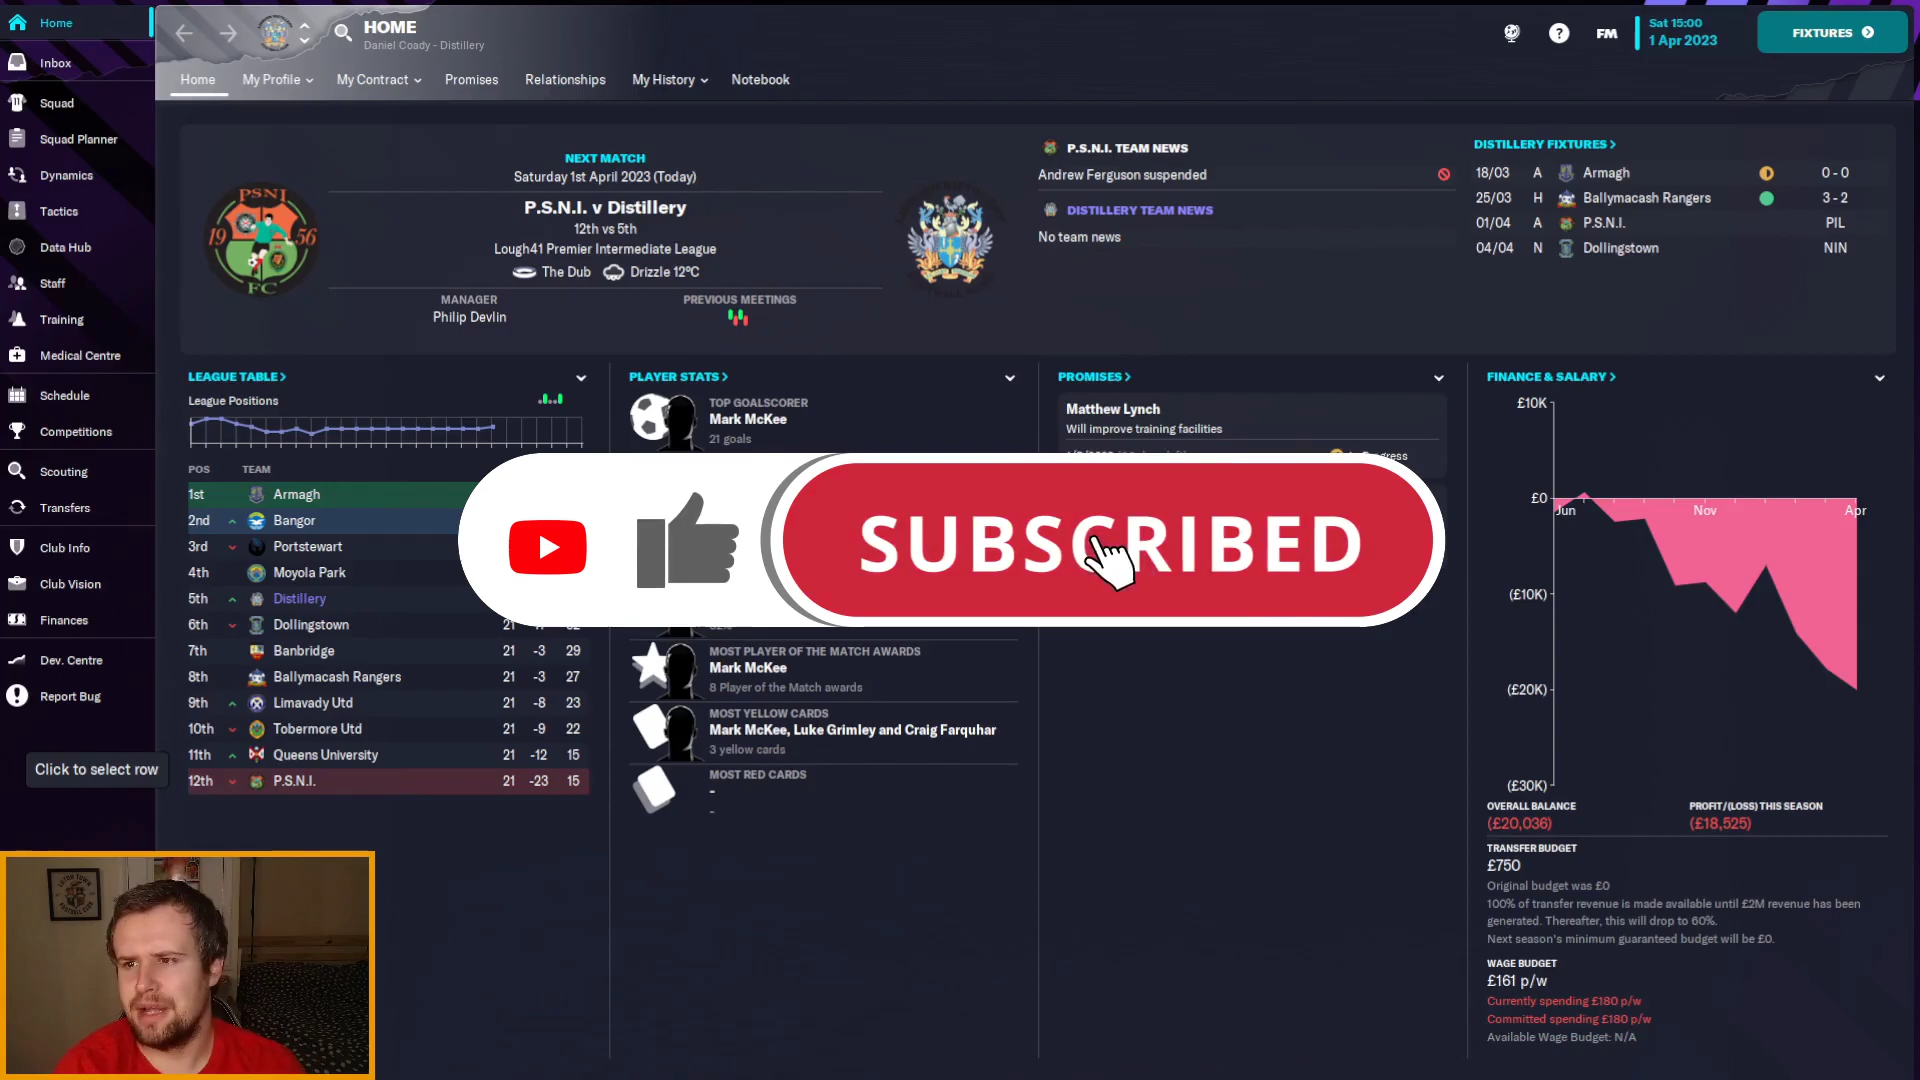 Home
Inbox
Squad
Squad Planner
Dynamics
Tactics
Data Hub
Staff
Training
Medical Centre
Schedule
Competitions
Scouting
Transfers
Club Info
Club Vision
Finances
Dev. Centre
Report Bug
Click to select row
HOME
Daniel Coady - Distillery
FM
Sat 15:00
1 Apr 2023
FIXTURES
Home My Profile My Contract Promises Relationships My History Notebook
PSNI
19 56
FC
NEXT MATCH
Saturday 1st April 2023 (Today)
P.S.N.I. v Distillery
12th vs 5th
Lough41 Premier Intermediate League
The Dub Drizzle 12°C
MANAGER
Philip Devlin
PREVIOUS MEETINGS
P.S.N.I. TEAM NEWS
Andrew Ferguson suspended
DISTILLERY TEAM NEWS
No team news
DISTILLERY FIXTURES >
18/03 A Armagh 0 - 0
25/03 H Ballymacash Rangers 3 - 2
01/04 A P.S.N.I. PIL
04/04 N Dollingstown NIN
LEAGUE TABLE >
League Positions
POS TEAM
1st Armagh
2nd Bangor
3rd Portstewart
4th Moyola Park
5th Distillery
6th Dollingstown 21
7th Banbridge 21 -3 29
8th Ballymacash Rangers 21 -3 27
9th Limavady Utd 21 -8 23
10th Tobermore Utd 21 -9 22
11th Queens University 21 -12 15
12th P.S.N.I. 21 -23 15
PLAYER STATS >
TOP GOALSCORER
Mark McKee
21 goals
MOST PLAYER OF THE MATCH AWARDS
Mark McKee
8 Player of the Match awards
MOST YELLOW CARDS
Mark McKee, Luke Grimley and Craig Farquhar
3 yellow cards
MOST RED CARDS
-
-
PROMISES >
Matthew Lynch
Will improve training facilities
SUBSCRIBED
FINANCE & SALARY >
£10K
£0
(£10K)
(£20K)
(£30K)
Jun Nov Apr
OVERALL BALANCE
(£20,036)
PROFIT/(LOSS) THIS SEASON
(£18,525)
TRANSFER BUDGET
£750
Original budget was £0
100% of transfer revenue is made available until £2M revenue has been
generated. Thereafter, this will drop to 60%.
Next season's minimum guaranteed budget will be £0.
WAGE BUDGET
£161 p/w
Currently spending £180 p/w
Committed spending £180 p/w
Available Wage Budget: N/A
LUTON TOWN